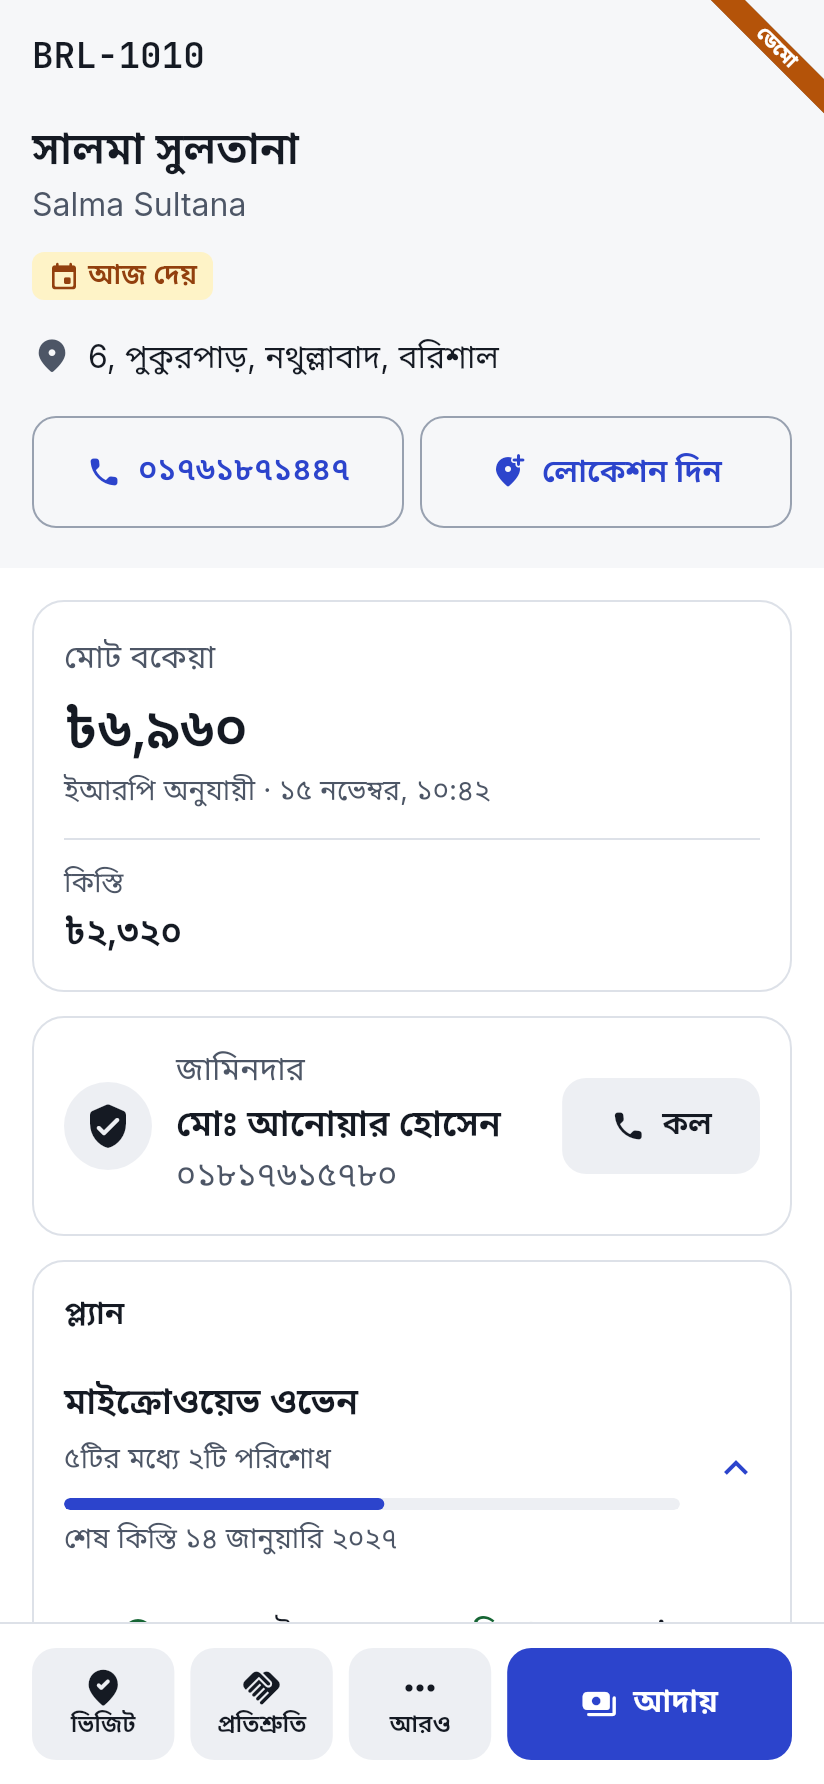 BRL-1010
ডেমো
সালমা সুলতানা
Salma Sultana
আজ দেয়
6, পুকুরপাড়, নথুল্লাবাদ, বরিশাল
০১৭৬১৮৭১৪৪৭
লোকেশন দিন
মোট বকেয়া
৳৬,৯৬০
ইআরপি অনুযায়ী · ১৫ নভেম্বর, ১০:৪২
কিস্তি
৳২,৩২০
জামিনদার
মোঃ আনোয়ার হোসেন
০১৮১৭৬১৫৭৮০
কল
প্ল্যান
মাইক্রোওয়েভ ওভেন
৫টির মধ্যে ২টি পরিশোধ
শেষ কিস্তি ১৪ জানুয়ারি ২০২৭
ভিজিট
প্রতিশ্রুতি
আরও
আদায়